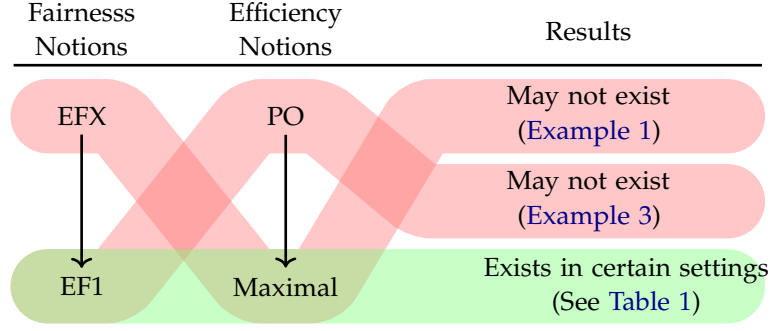 Fairnesss
Notions
Efficiency
Notions
Results
EFX
PO
May not exist
(Example 1)
May not exist
(Example 3)
EF1
Maximal
Exists in certain settings
(See Table 1)